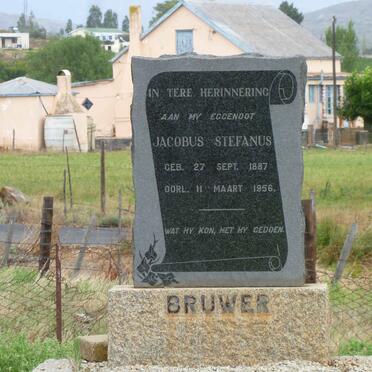 IN TERE HERINNERING
AAN MY EGGENOOT
JACOBUS STEFANUS
GEB. 27 SEPT. 1887
OORL. 11 MAART 1956.
WAT HY KON, HET HY GEDOEN.
BRUWER